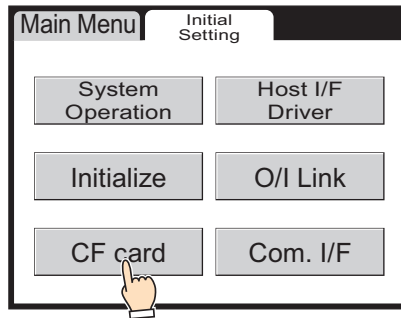 Main Menu
Initial
Setting
System
Operation
Host I/F
Driver
Initialize
O/I Link
CF card
Com. I/F